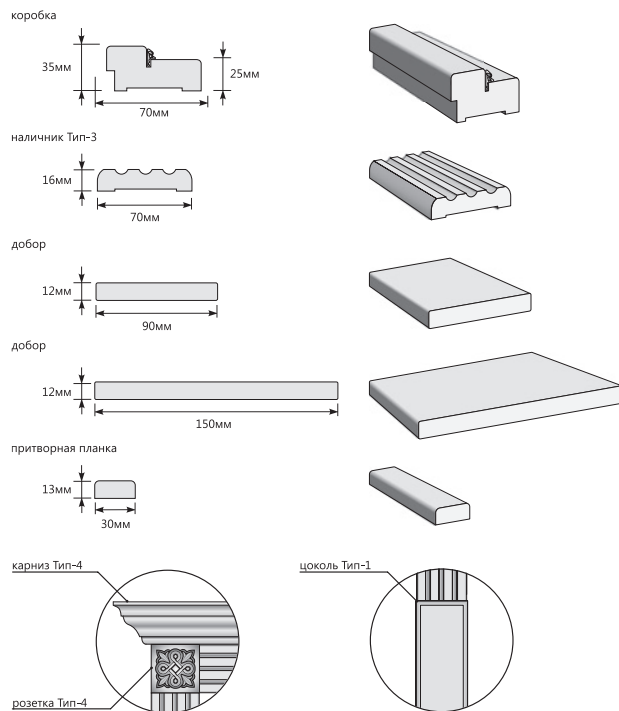 коробка
35мм
25мм
70мм
наличник Тип-3
16мм
70мм
добор
12мм
90мм
добор
12мм
150мм
притворная планка
13мм
30мм
карниз Тип-4
цоколь Тип-1
розетка Тип-4